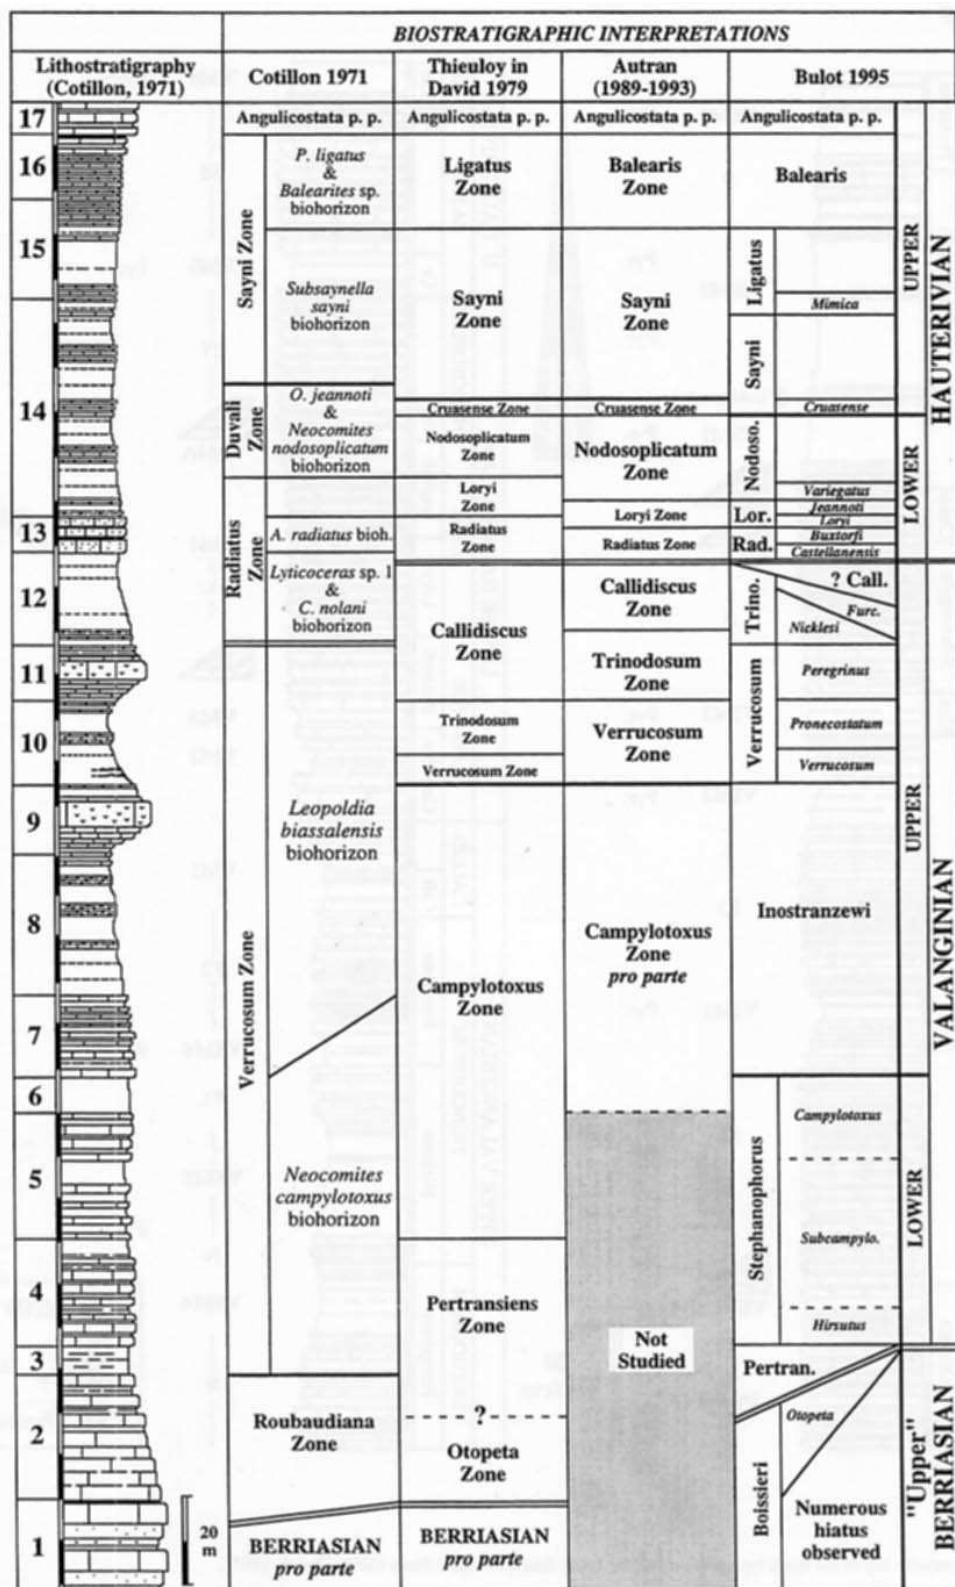 BIOSTRATIGRAPHIC INTERPRETATIONS
Lithostratigraphy
(Cotillon, 1971)
Cotillon 1971
Thieuloy in
David 1979
Autran
(1989-1993)
Bulot 1995
17
16
15
14
13
12
11
10
9
8
7
6
5
4
3
2
1
20
m
Angulicostata p. p.
Sayni Zone
P. ligatus
&
Balearites sp.
biohorizon
Subsaynella
sayni
biohorizon
Duvali
Zone
O. jeannoti
&
Neocomites
nodosoplicatum
biohorizon
Radiatus
Zone
A. radiatus bioh.
Lyticoceras sp. 1
&
C. nolani
biohorizon
Verrucosum Zone
Leopoldia
biassalensis
biohorizon
Neocomites
campylotoxus
biohorizon
Roubaudiana
Zone
BERRIASIAN
pro parte
Angulicostata p. p.
Ligatus
Zone
Sayni
Zone
Cruasense Zone
Nodosoplicatum
Zone
Loryi
Zone
Radiatus
Zone
Callidiscus
Zone
Trinodosum
Zone
Verrucosum Zone
Campylotoxus
Zone
Pertransiens
Zone
?
Otopeta
Zone
BERRIASIAN
pro parte
Angulicostata p. p.
Balearis
Zone
Sayni
Zone
Cruasense Zone
Nodosoplicatum
Zone
Loryi Zone
Radiatus Zone
Callidiscus
Zone
Trinodosum
Zone
Verrucosum
Zone
Campylotoxus
Zone
pro parte
Not
Studied
Angulicostata p. p.
Balearis
Ligatus
Mimica
Sayni
Cruasense
Nodoso.
Variegatus
Lor.
Jeannoti
Loryi
Rad.
Buxtorfi
Castellanensis
Trino.
? Call.
Furc.
Nicklesi
Verrucosum
Peregrinus
Pronecostatum
Verrucosum
Inostranzewi
Stephanophorus
Campylotoxus
Subcampylo.
Hirsutus
Pertran.
Boissieri
Otopeta
Numerous
hiatus
observed
UPPER
LOWER
HAUTERIVIAN
UPPER
LOWER
VALANGINIAN
"Upper"
BERRIASIAN